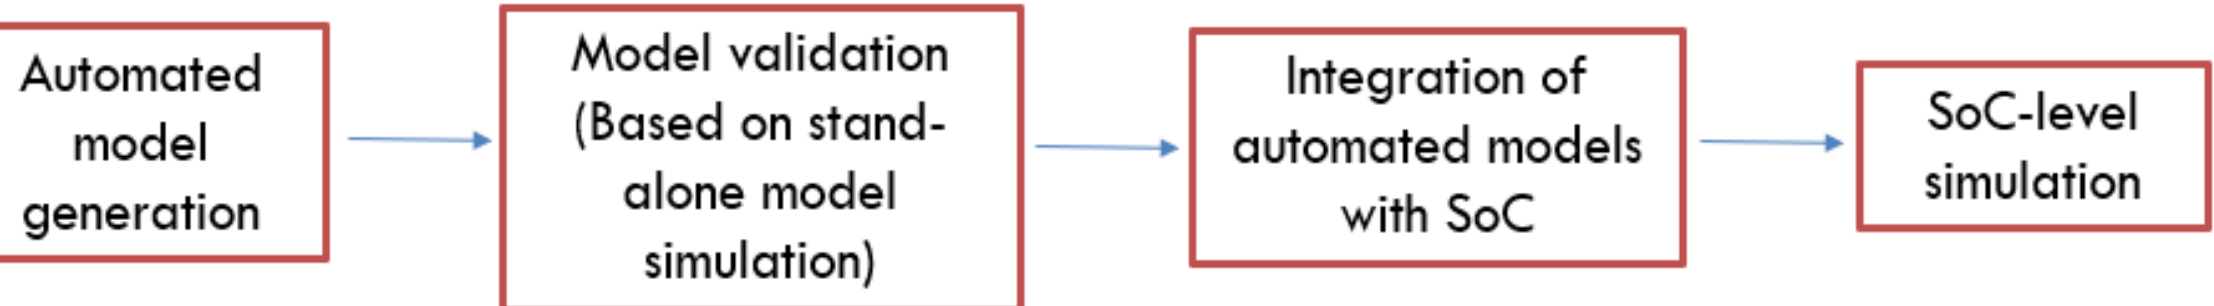 Automated
model
generation
Model validation
(Based on stand-
alone model
simulation)
Integration of
automated models
with SoC
SoC-level
simulation